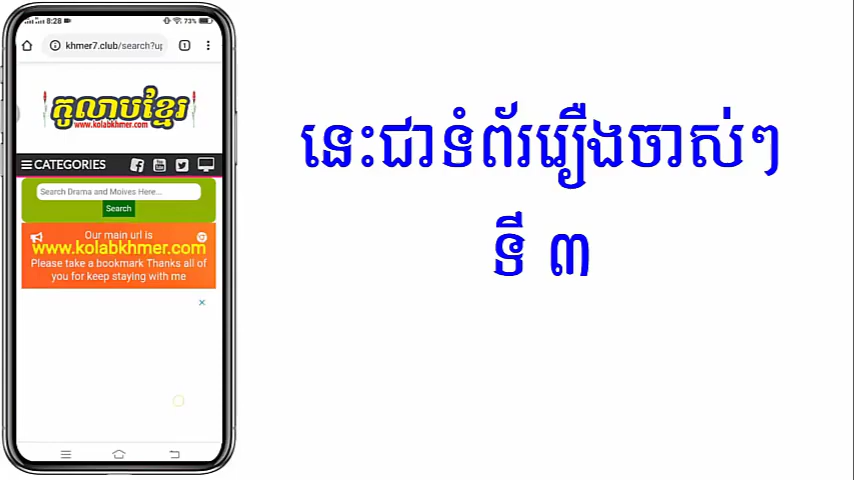 8:28
73%
khmer7.club/search?up
1
កូលាបខ្មែរ
www.kolabkhmer.com
CATEGORIES
Search Drama and Moives Here...
Search
Our main url is
www.kolabkhmer.com
Please take a bookmark Thanks all of
you for keep staying with me
នេះជាទំព័ររឿងចាស់ៗ
ទី ៣